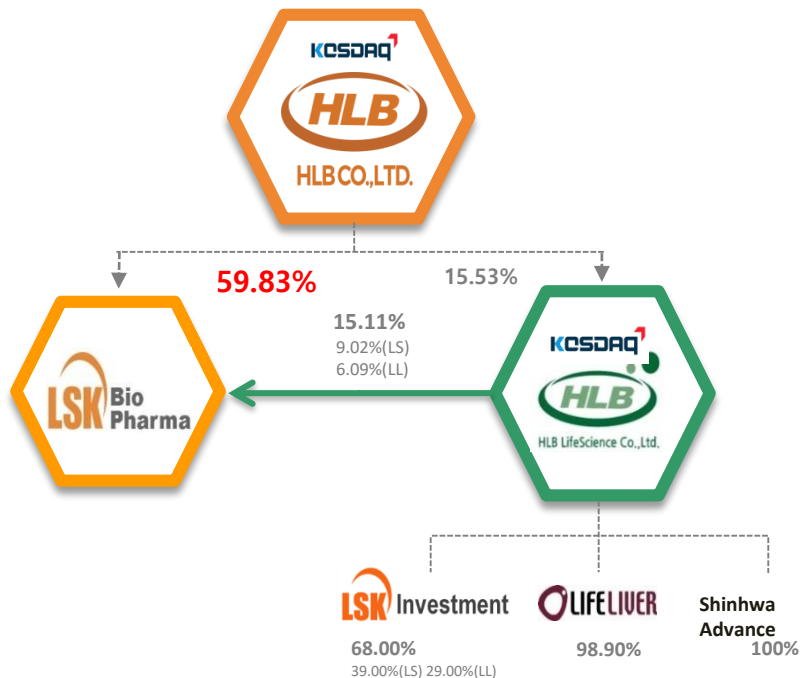 KOSDAQ
HLB
HLB CO.,LTD.
59.83%
15.53%
15.11%
9.02%(LS)
6.09%(LL)
LSK Bio
Pharma
KOSDAQ
HLB
HLB LifeScience Co.,Ltd.
LSK Investment
LIFELIVER
Shinhwa
Advance
68.00%
98.90%
100%
39.00%(LS) 29.00%(LL)